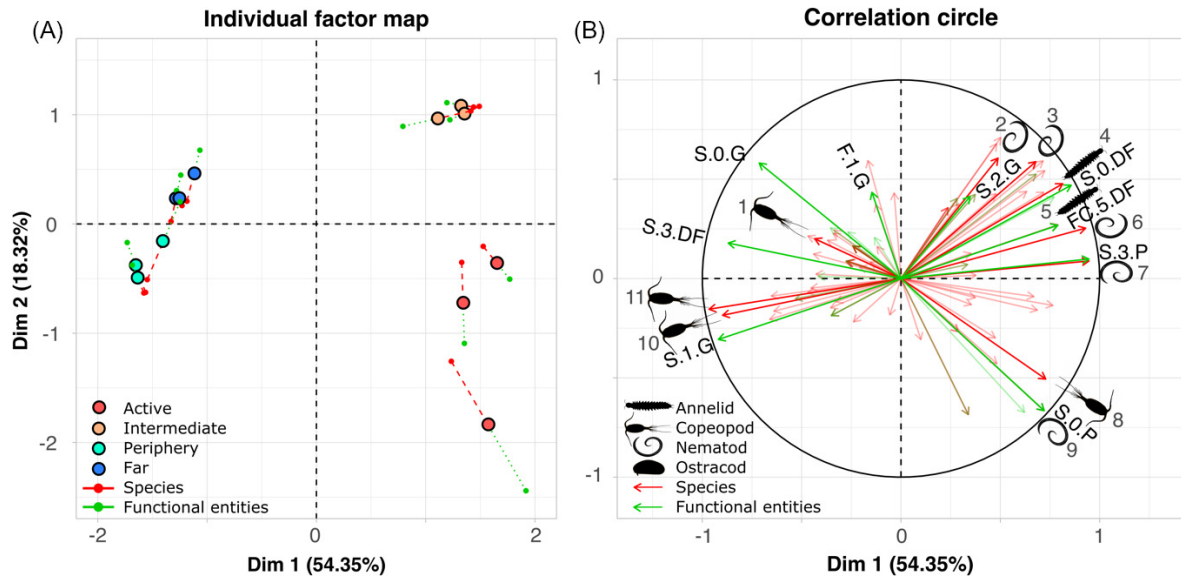 (A)
Individual factor map
1
0
-1
-2
Dim 2 (18.32%)
Active
Intermediate
Periphery
Far
Species
Functional entities
-2
0
2
Dim 1 (54.35%)
(B)
Correlation circle
1
0
-1
S.0.G
F.1.G
S.2.G
2
3
4
S.0.DF
5
FC.5.DF
6
S.3.P
7
1
S.3.DF
11
10
S.1.G
8
S.0.P
9
Annelid
Copeopod
Nematod
Ostracod
Species
Functional entities
-1
0
1
Dim 1 (54.35%)